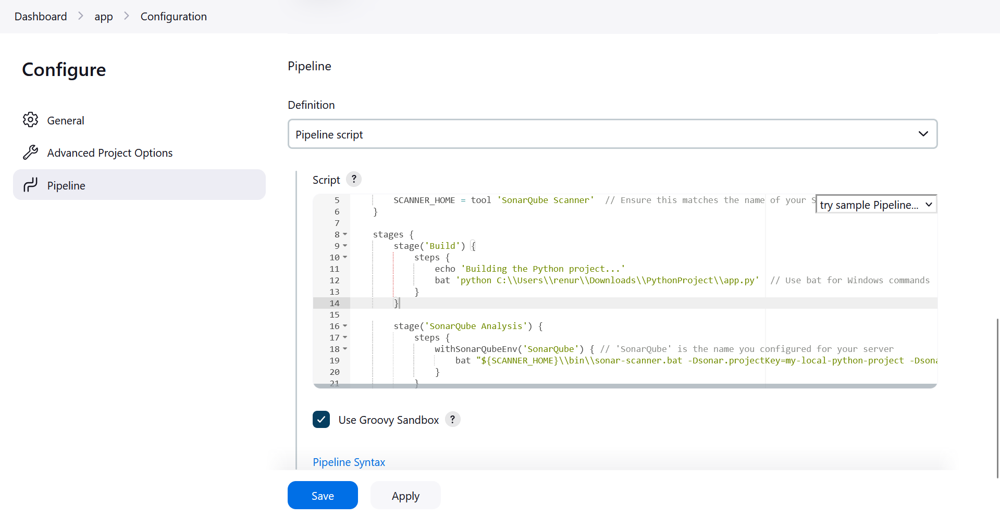 Dashboard > app > Configuration
Configure
General
Advanced Project Options
Pipeline
Pipeline
Definition
Pipeline script
Script ?
try sample Pipeline...
5 SCANNER_HOME = tool 'SonarQube Scanner' // Ensure this matches the name of your S
6 }
7
8 stages {
9 stage('Build') {
10 steps {
11 echo 'Building the Python project...'
12 bat 'python C:\\Users\\renur\\Downloads\\PythonProject\\app.py' // Use bat for Windows commands
13 }
14 }
15
16 stage('SonarQube Analysis') {
17 steps {
18 withSonarQubeEnv('SonarQube') { // 'SonarQube' is the name you configured for your server
19 bat "${SCANNER_HOME}\\bin\\sonar-scanner.bat -Dsonar.projectKey=my-local-python-project -Dsona
20 }
21 }
Use Groovy Sandbox ?
Pipeline Syntax
Save
Apply